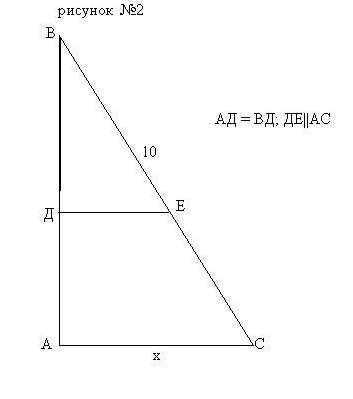 рисунок №2
В
АД = ВД; ДЕ||АС
10
Д
Е
А
С
х